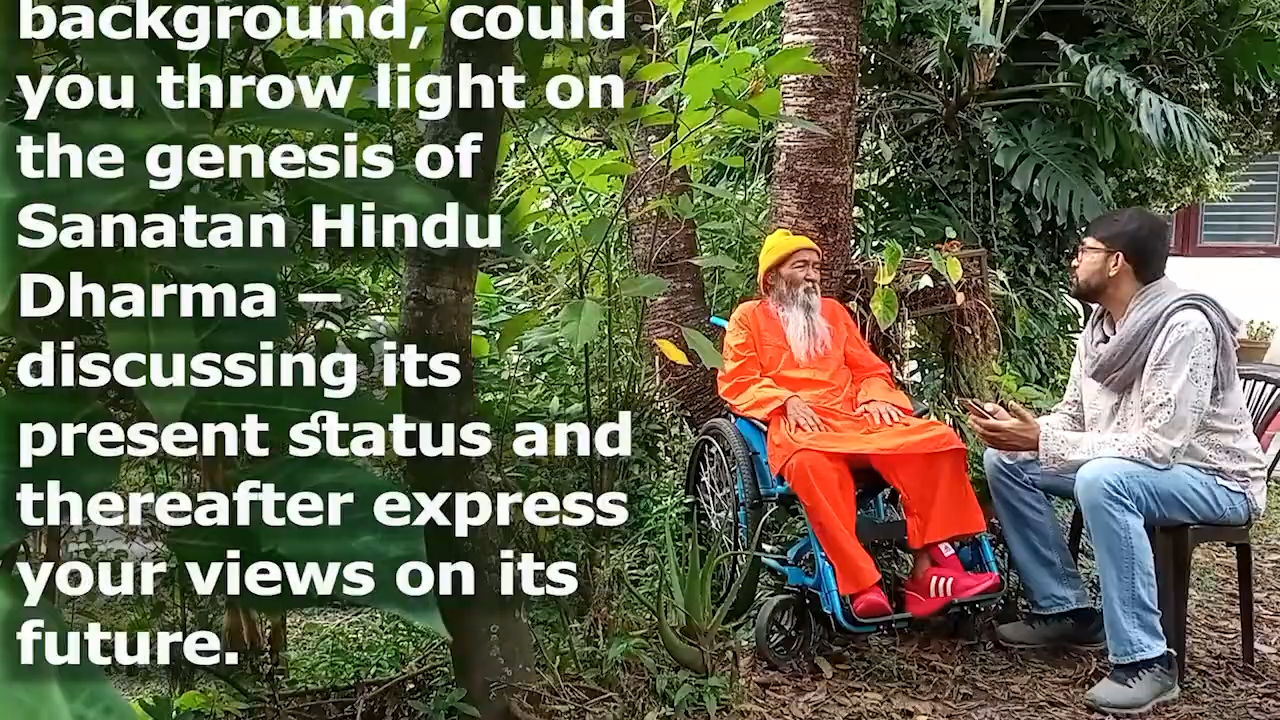 background, could
you throw light on
the genesis of
Sanatan Hindu
Dharma –
discussing its
present status and
thereafter express
your views on its
future.